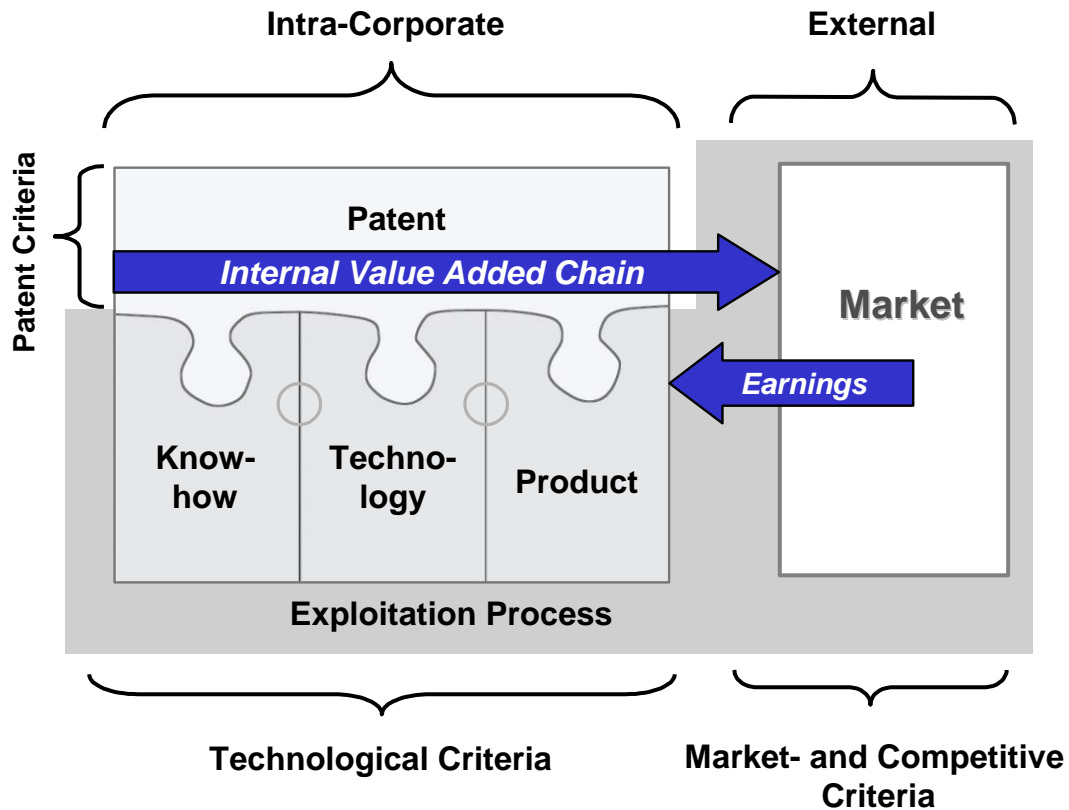 Intra-Corporate
External
Patent Criteria
Patent
Internal Value Added Chain
Market
Earnings
Know-
how
Techno-
logy
Product
Exploitation Process
Technological Criteria
Market- and Competitive
Criteria